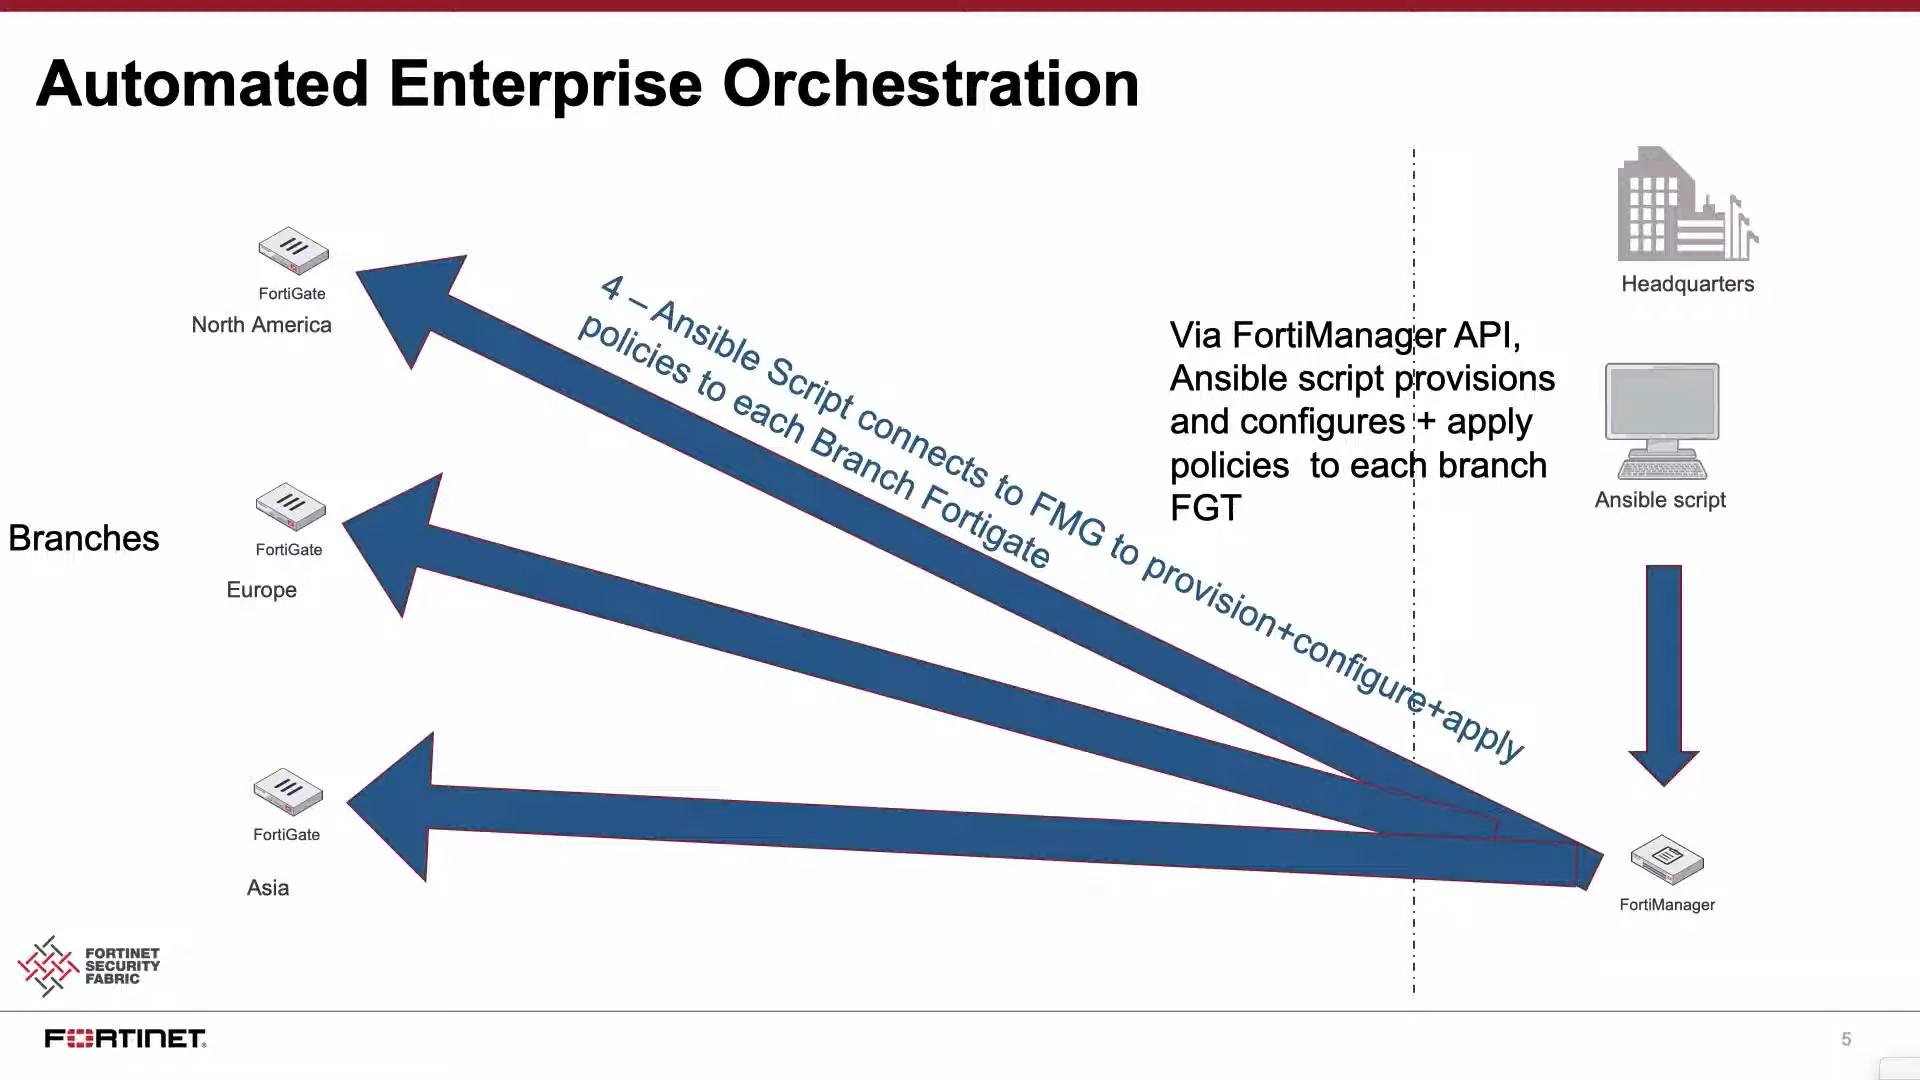 Automated Enterprise Orchestration
Headquarters
FortiGate
North America
4 – Ansible Script connects to FMG to provision+configure+apply
policies to each Branch Fortigate
Via FortiManager API,
Ansible script provisions
and configures + apply
policies  to each branch
FGT
Ansible script
Branches
FortiGate
Europe
FortiGate
Asia
FortiManager
FORTINET
SECURITY
FABRIC
FORTINET
5